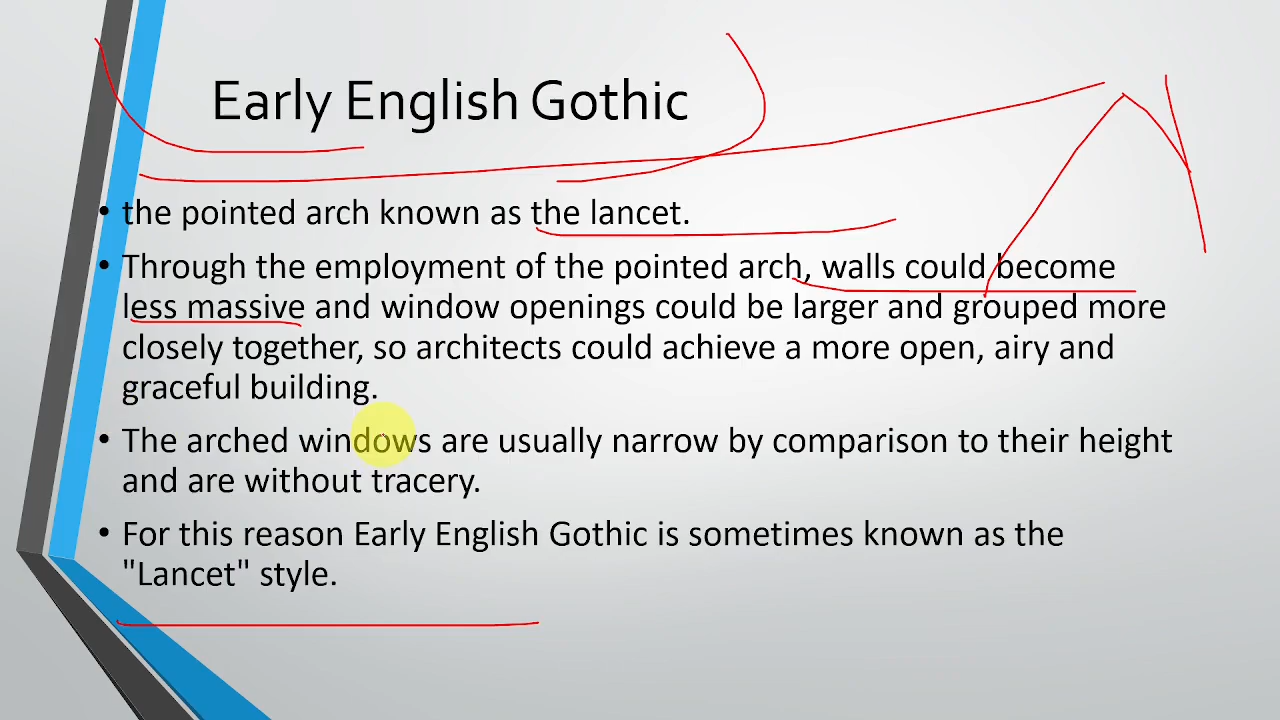 Early English Gothic
• the pointed arch known as the lancet.
• Through the employment of the pointed arch, walls could become
less massive and window openings could be larger and grouped more
closely together, so architects could achieve a more open, airy and
graceful building.
• The arched windows are usually narrow by comparison to their height
and are without tracery.
• For this reason Early English Gothic is sometimes known as the
"Lancet" style.